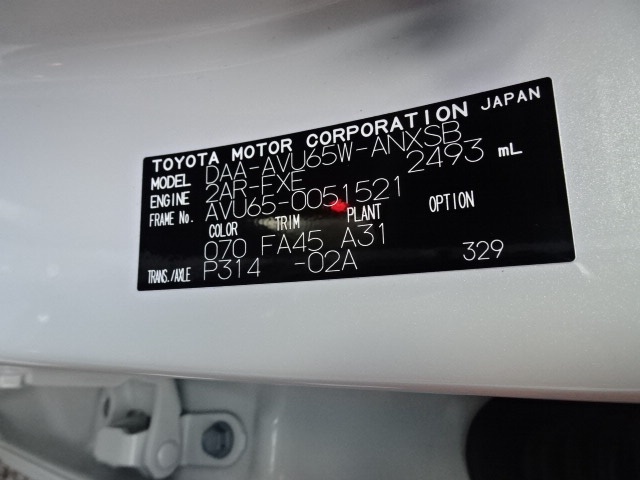 TOYOTA MOTOR CORPORATION JAPAN
MODEL DAA-AVU65W-ANXSB
ENGINE 2AR-FXE 2493 mL
FRAME No. AVU65-0051521
COLOR TRIM PLANT OPTION
070 FA45 A31
TRANS./AXLE P314 -02A 329